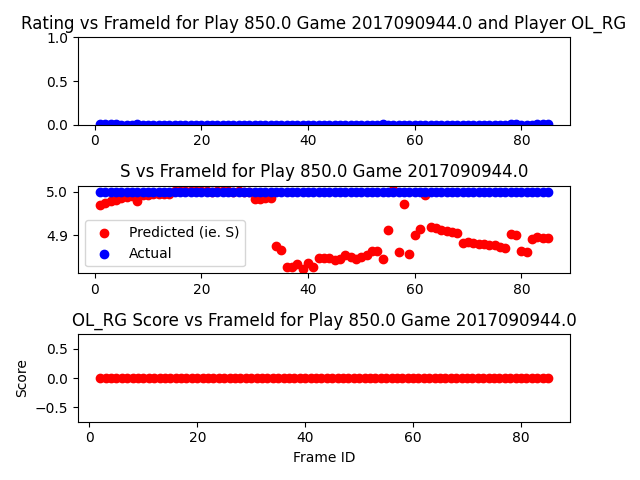 Rating vs FrameId for Play 850.0 Game 2017090944.0 and Player OL_RG
1.0
0.5
0.0
0 20 40 60 80
S vs FrameId for Play 850.0 Game 2017090944.0
5.0
4.9
Predicted (ie. S)
Actual
0 20 40 60 80
OL_RG Score vs FrameId for Play 850.0 Game 2017090944.0
Score
0.5
0.0
−0.5
0 20 40 60 80
Frame ID